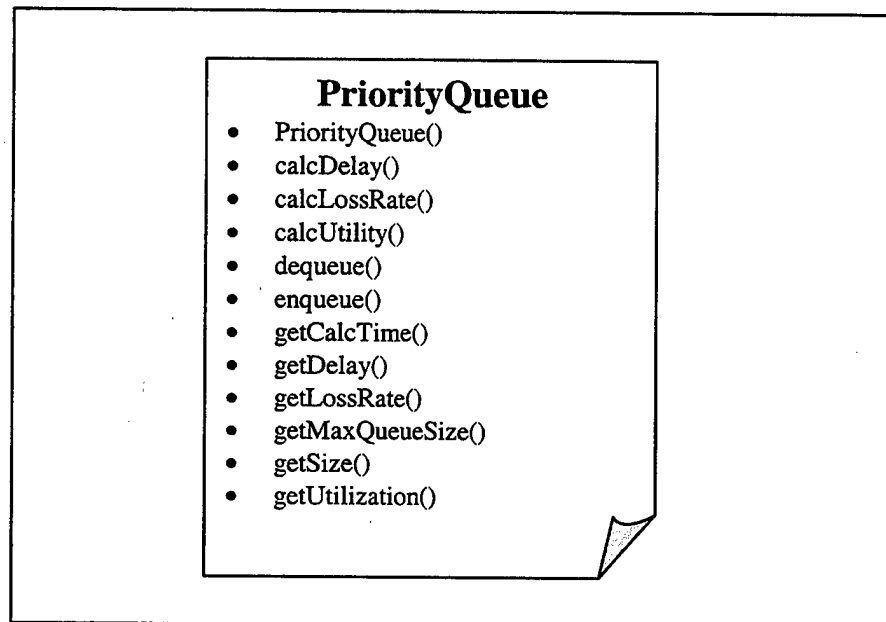 PriorityQueue
• PriorityQueue()
• calcDelay()
• calcLossRate()
• calcUtility()
• dequeue()
• enqueue()
• getCalcTime()
• getDelay()
• getLossRate()
• getMaxQueueSize()
• getSize()
• getUtilization()